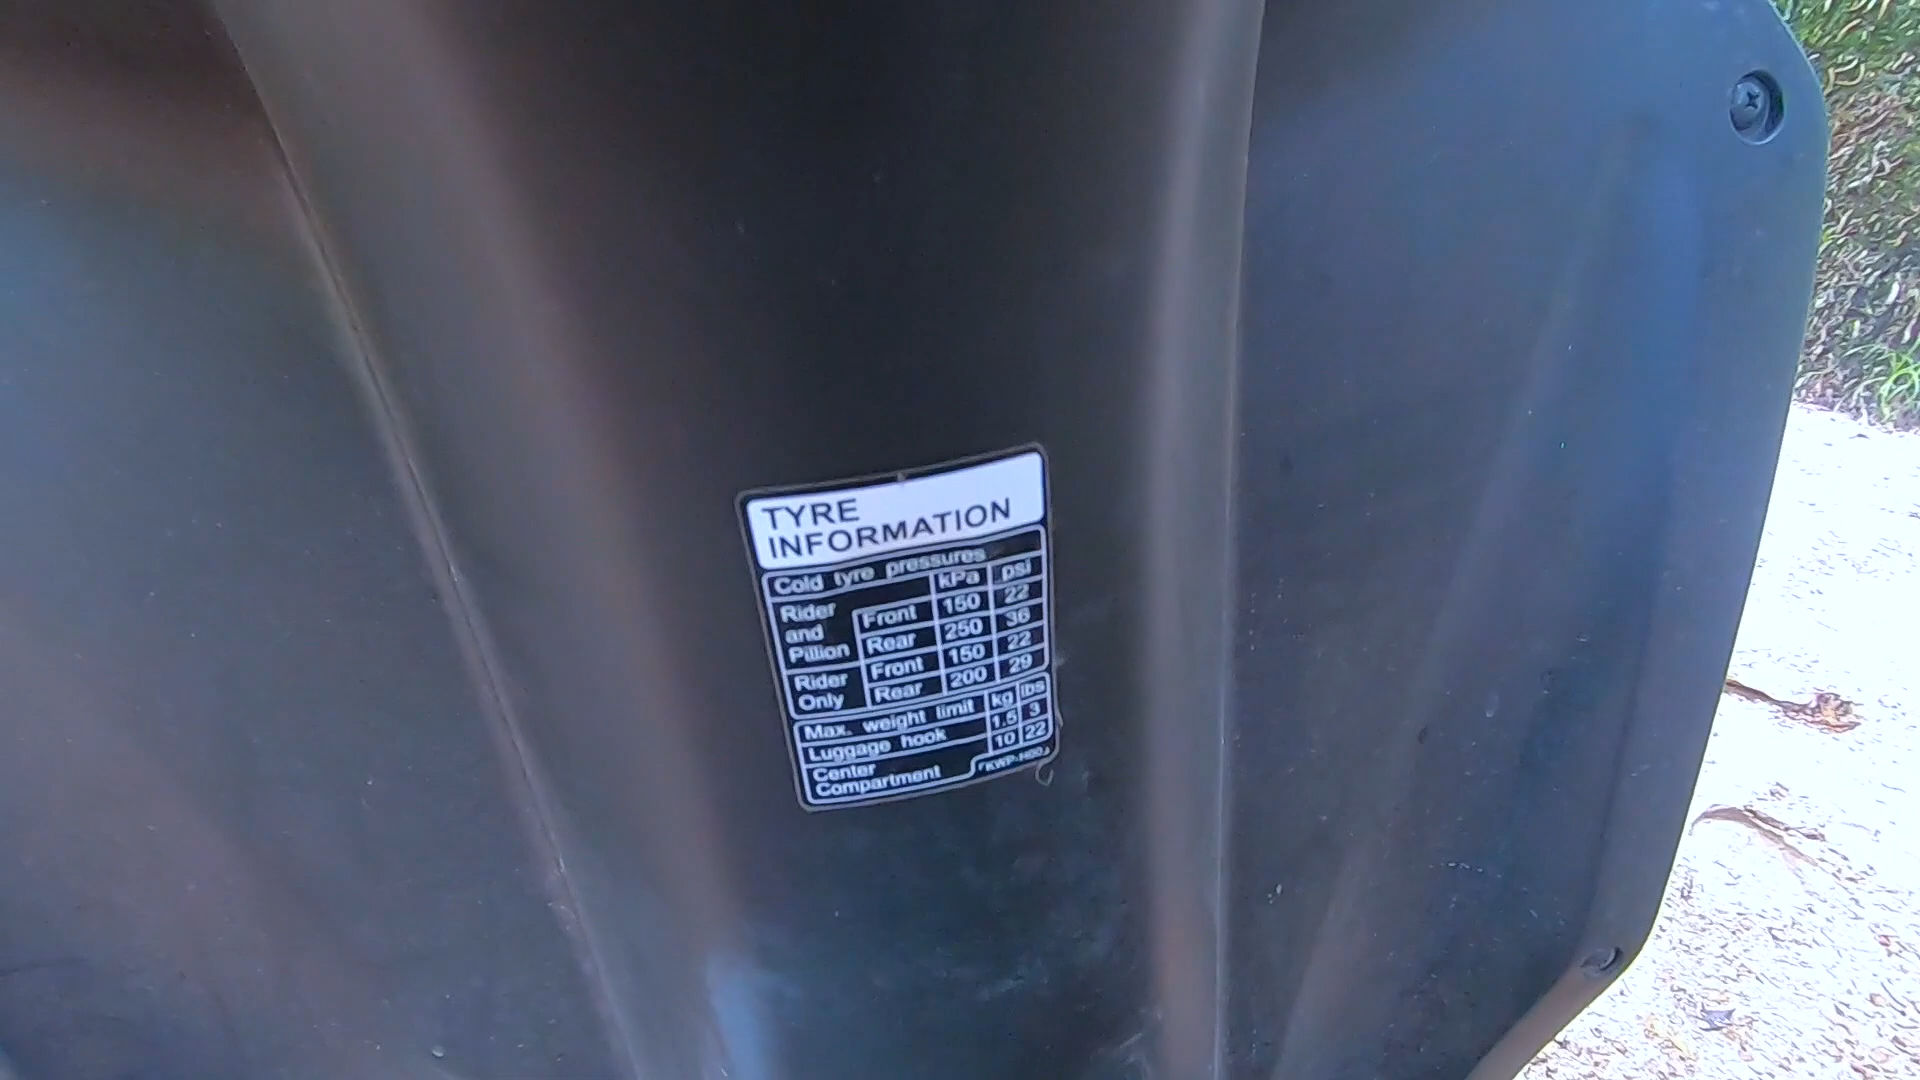 TYRE
INFORMATION
Cold tyre pressures
kPa psi
Rider and Pillion Front 150 22
Rear 250 36
Rider Only Front 150 22
Rear 200 29
Max. weight limit kg lbs
Luggage hook 1.5 3
Center Compartment 10 22
「KWP-H00」